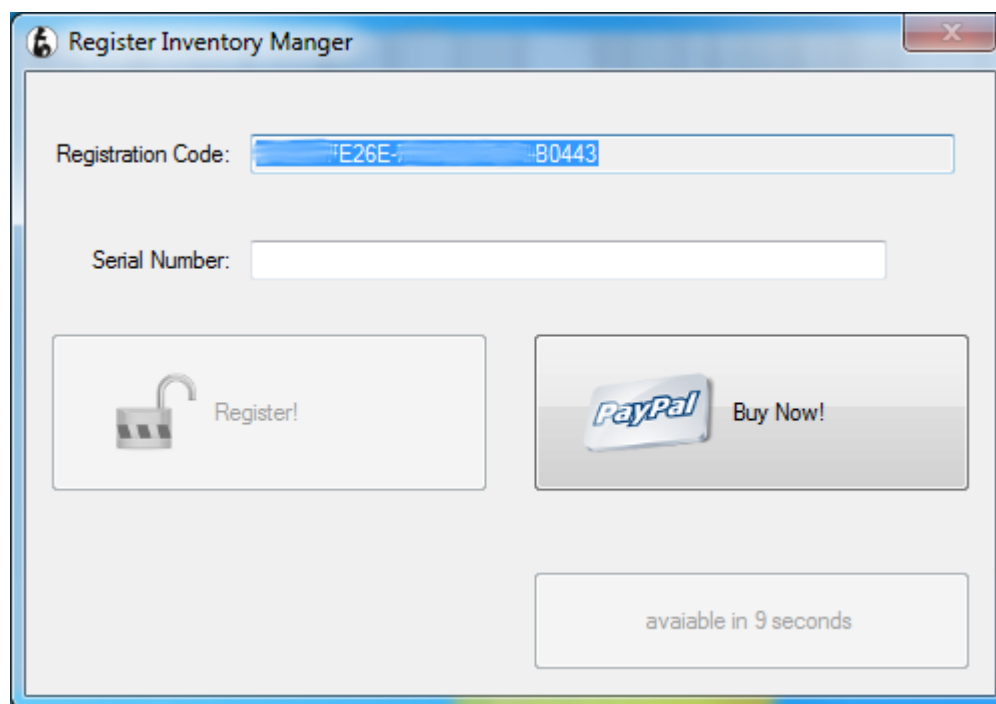 Register Inventory Manger
Registration Code: E26E- B0443
Serial Number:
Register!
PayPal Buy Now!
avaiable in 9 seconds